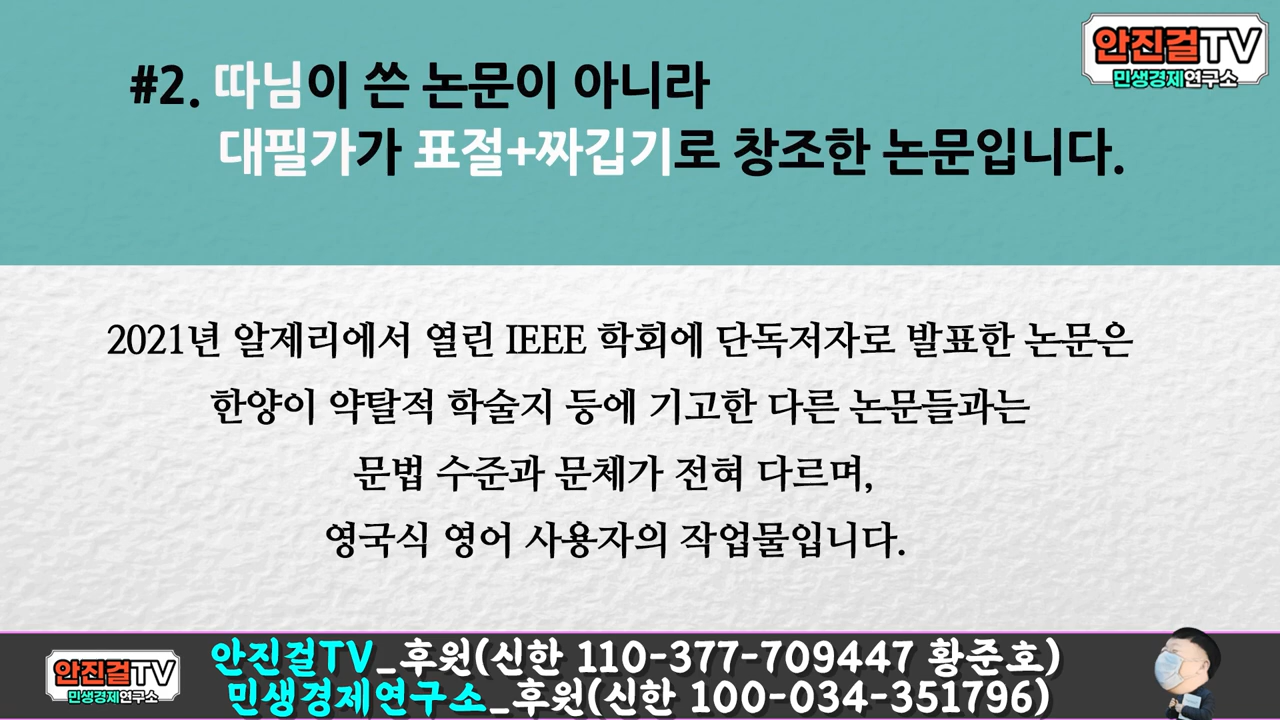 안진걸TV
민생경제연구소
#2. 따님이 쓴 논문이 아니라
대필가가 표절+짜깁기로 창조한 논문입니다.
2021년 알제리에서 열린 IEEE 학회에 단독저자로 발표한 논문은
한양이 약탈적 학술지 등에 기고한 다른 논문들과는
문법 수준과 문체가 전혀 다르며,
영국식 영어 사용자의 작업물입니다.
안진걸TV
민생경제연구소
안진걸TV_후원(신한 110-377-709447 황준호)
민생경제연구소_후원(신한 100-034-351796)